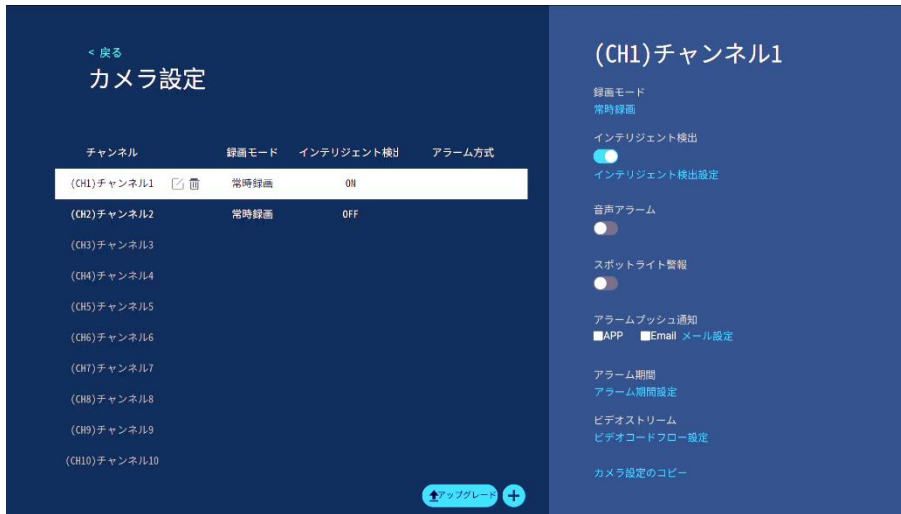 < 戻る
カメラ設定
チャンネル 録画モード インテリジェント検出 アラーム方式
(CH1)チャンネル1 常時録画 ON
(CH2)チャンネル2 常時録画 OFF
(CH3)チャンネル3
(CH4)チャンネル4
(CH5)チャンネル5
(CH6)チャンネル6
(CH7)チャンネル7
(CH8)チャンネル8
(CH9)チャンネル9
(CH10)チャンネル10
アップグレード
(CH1)チャンネル1
録画モード
常時録画
インテリジェント検出
インテリジェント検出設定
音声アラーム
スポットライト警報
アラームプッシュ通知
APP Email メール設定
アラーム期間
アラーム期間設定
ビデオストリーム
ビデオコードフロー設定
カメラ設定のコピー